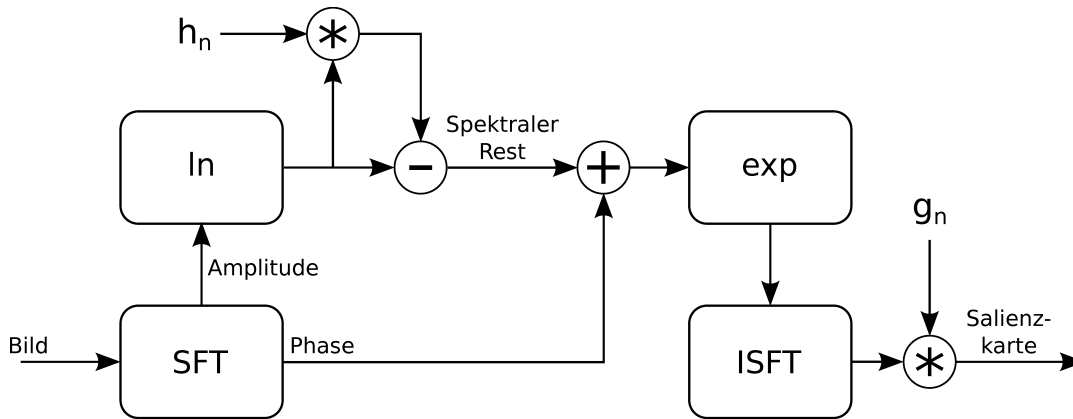 hₙ
*
ln
−
Spektraler
Rest
+
exp
gₙ
Amplitude
Bild
SFT
Phase
ISFT
*
Salienz-
karte